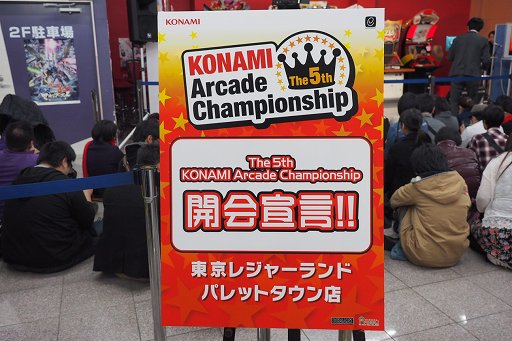 2F駐車場
KONAMI
KONAMI
Arcade
Championship
The 5th
The 5th
KONAMI Arcade Championship
開会宣言!!
東京レジャーランド
パレットタウン店